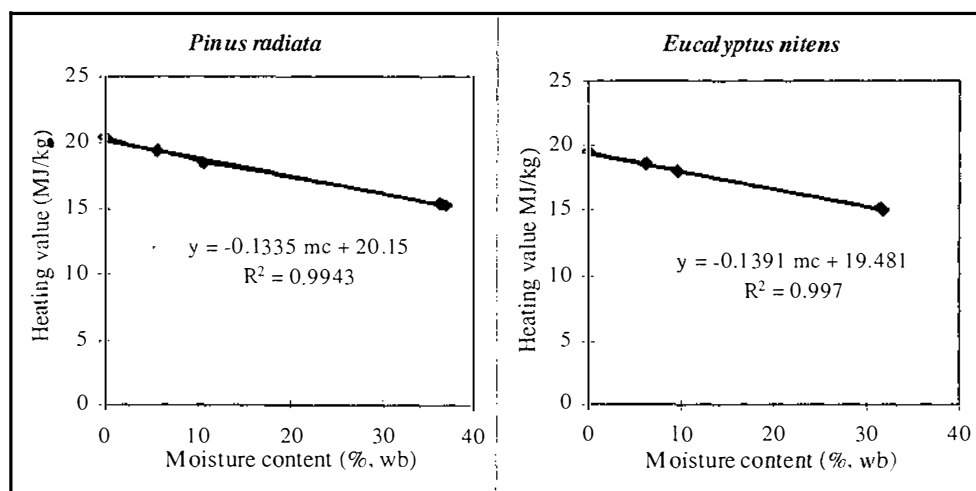 Pinus radiata
25
20
15
10
5
0
Heating value (MJ/kg)
y = -0.1335 mc + 20.15
R² = 0.9943
0 10 20 30 40
Moisture content (%, wb)
Eucalyptus nitens
25
20
15
10
5
0
Heating value MJ/kg)
y = -0.1391 mc + 19.481
R² = 0.997
0 10 20 30 40
Moisture content (%, wb)